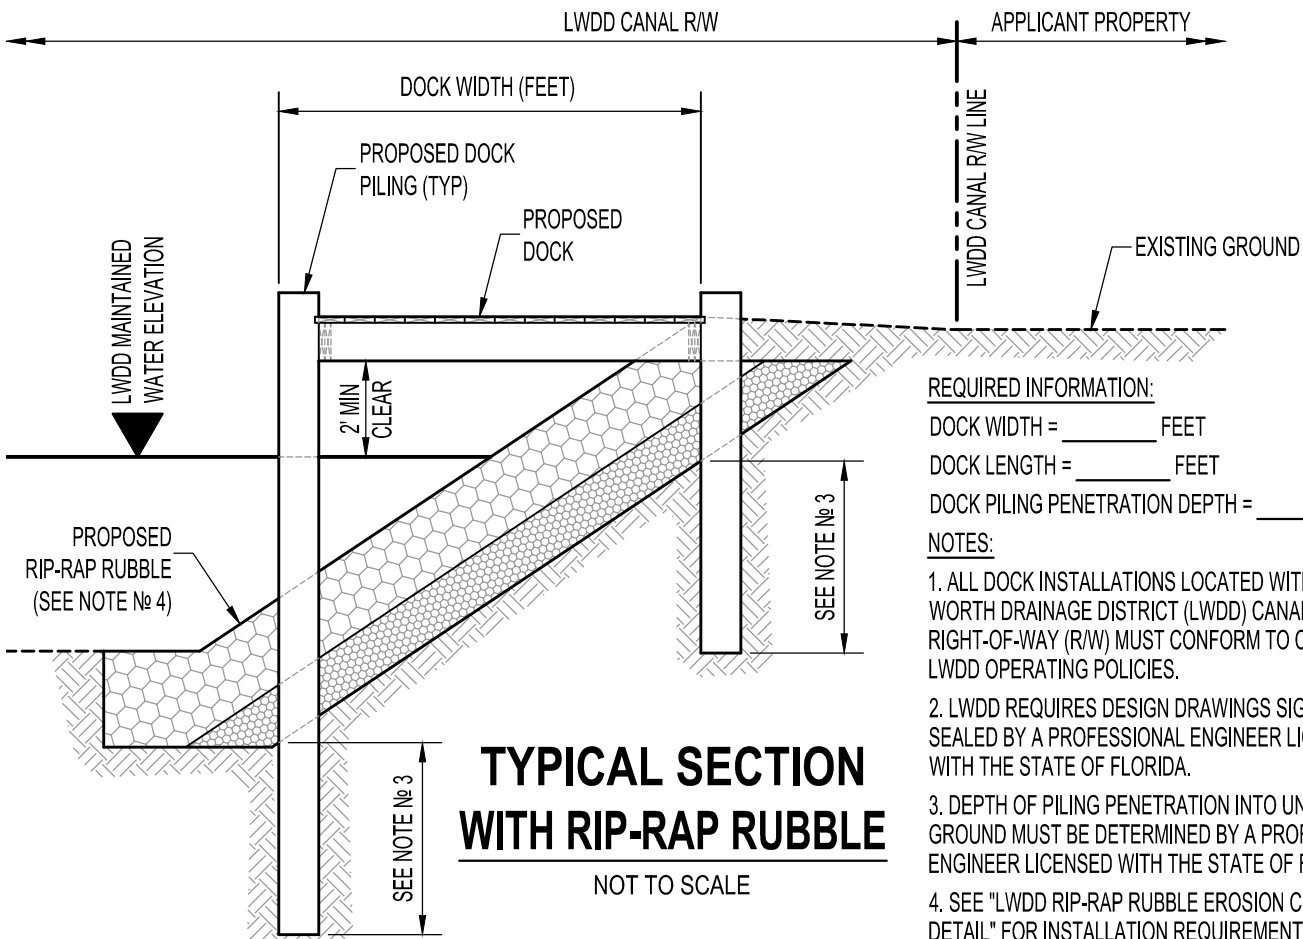 LWDD CANAL R/W
APPLICANT PROPERTY
DOCK WIDTH (FEET)
LWDD CANAL R/W LINE
PROPOSED DOCK
PILING (TYP)
PROPOSED
DOCK
EXISTING GROUND
LWDD MAINTAINED
WATER ELEVATION
2' MIN
CLEAR
PROPOSED
RIP-RAP RUBBLE
(SEE NOTE № 4)
SEE NOTE № 3
SEE NOTE № 3
TYPICAL SECTION
WITH RIP-RAP RUBBLE
NOT TO SCALE
REQUIRED INFORMATION:
DOCK WIDTH = ________ FEET
DOCK LENGTH = ________ FEET
DOCK PILING PENETRATION DEPTH = ____
NOTES:
1. ALL DOCK INSTALLATIONS LOCATED
WORTH DRAINAGE DISTRICT (LWDD)
RIGHT-OF-WAY (R/W) MUST CONFORM TO
LWDD OPERATING POLICIES.
2. LWDD REQUIRES DESIGN DRAWINGS
SEALED BY A PROFESSIONAL ENGINEER
WITH THE STATE OF FLORIDA.
3. DEPTH OF PILING PENETRATION INTO
GROUND MUST BE DETERMINED BY A
ENGINEER LICENSED WITH THE STATE OF
4. SEE "LWDD RIP-RAP RUBBLE EROSION
DETAIL" FOR INSTALLATION